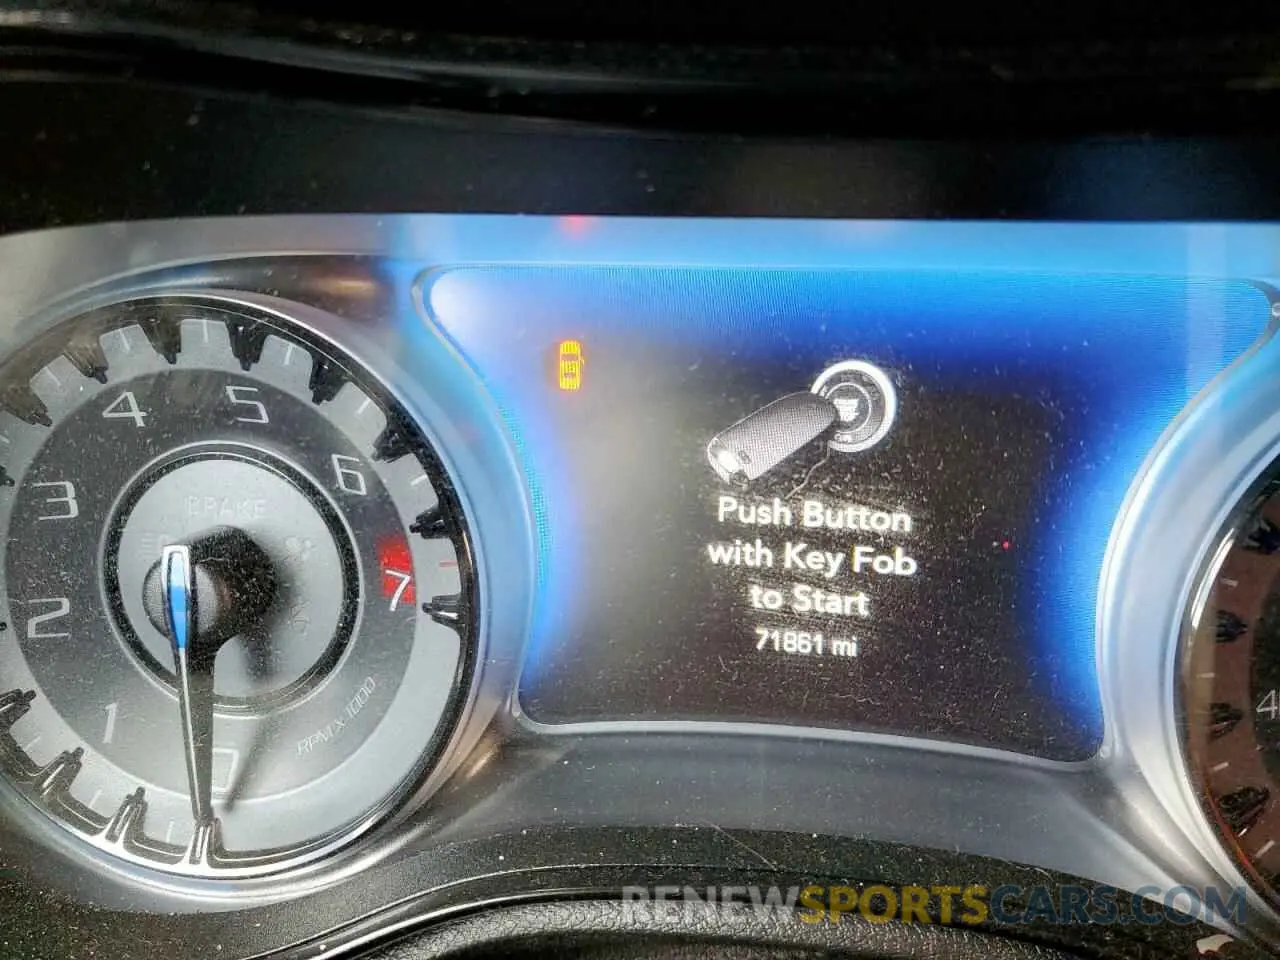 4 5
3 6
BRAKE
2 7
1
0
RPM X 1000
Push Button
with Key Fob
to Start
71861 mi
4
RENEWSPORTSCARS.COM